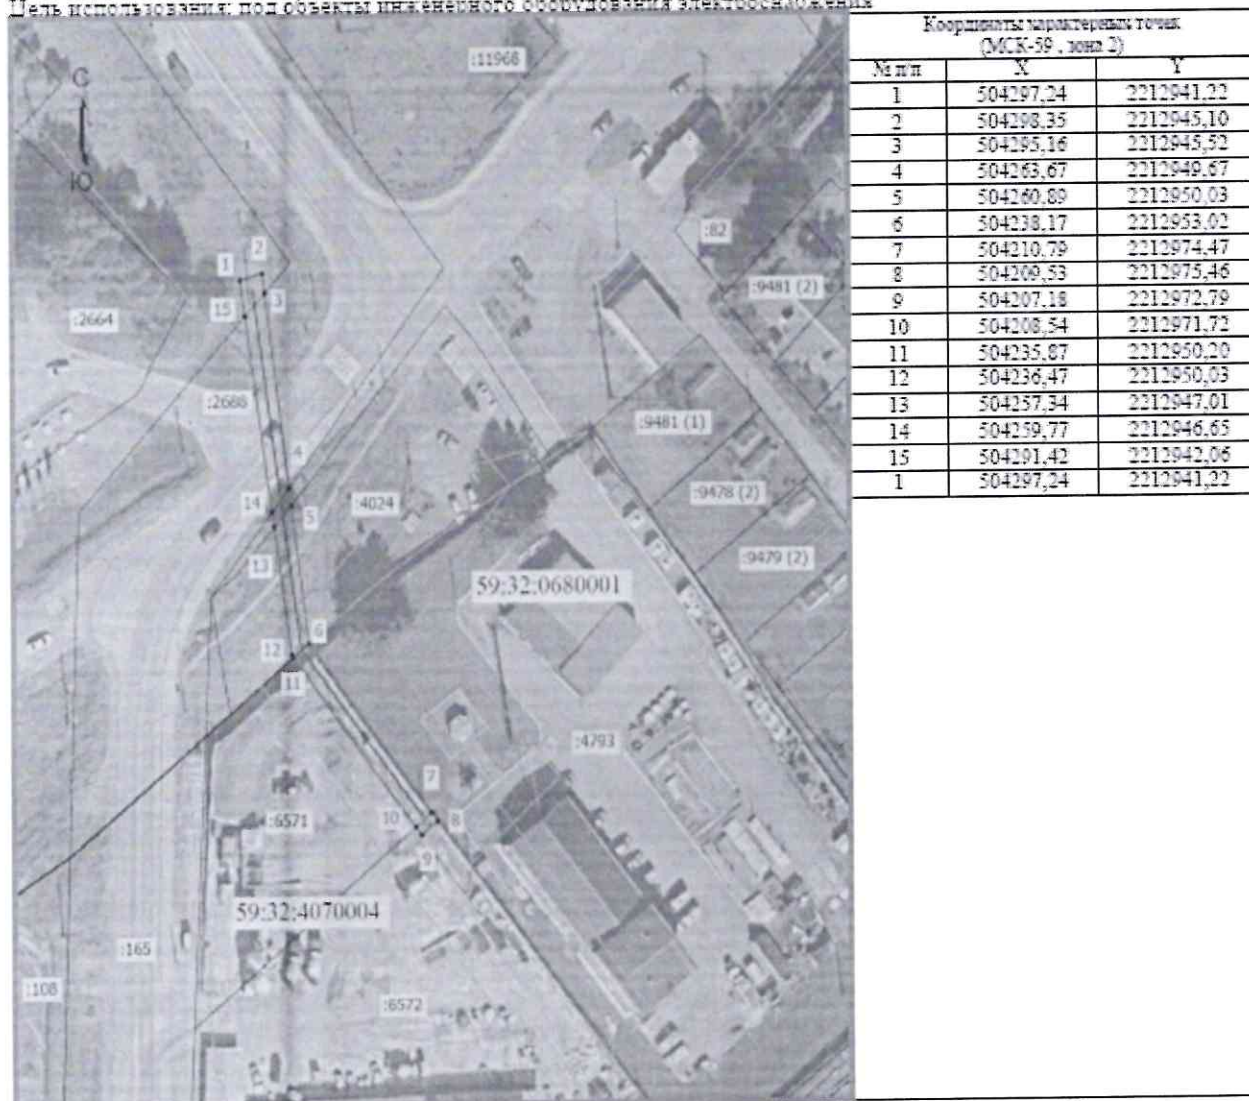 Цель использования: под объекты инженерного оборудования электроснабжения
Координаты характерных точек
(МСК-59 , зона 2)
№ п/п X Y
1 504297,24 2212941,22
2 504298,35 2212945,10
3 504295,16 2212945,52
4 504263,67 2212949,67
5 504260,89 2212950,03
6 504238,17 2212953,02
7 504210,79 2212974,47
8 504209,53 2212975,46
9 504207,18 2212972,79
10 504208,54 2212971,72
11 504235,87 2212950,20
12 504236,47 2212950,03
13 504257,34 2212947,01
14 504259,77 2212946,65
15 504291,42 2212942,06
1 504297,24 2212941,22
С
Ю
:11968
:82
:9481 (2)
1
2
3
15
:2664
:2688
:9481 (1)
4
14
5
:4024
:9478 (2)
13
:9479 (2)
59:32:0680001
6
12
11
:4793
7
8
:6571
10
9
59:32:4070004
:165
:108
:6572